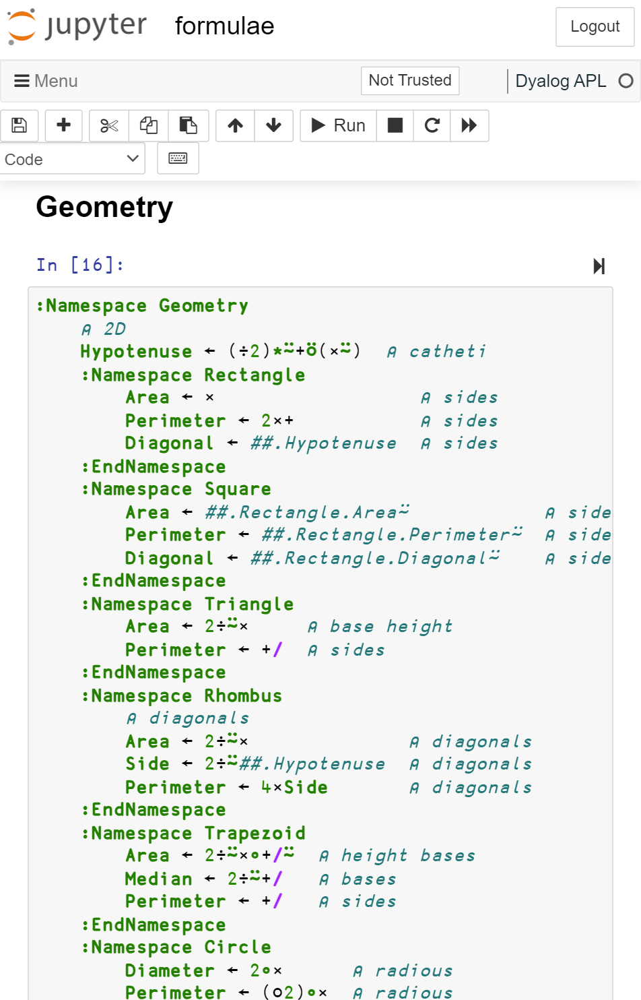 jupyter formulae Logout
Menu Not Trusted Dyalog APL
Run
Code
Geometry
In [16]:
:Namespace Geometry
⍝ 2D
Hypotenuse ← (÷2)*⍨+⍥(×⍨) ⍝ catheti
:Namespace Rectangle
Area ← × ⍝ sides
Perimeter ← 2×+ ⍝ sides
Diagonal ← ##.Hypotenuse ⍝ sides
:EndNamespace
:Namespace Square
Area ← ##.Rectangle.Area⍨ ⍝ side
Perimeter ← ##.Rectangle.Perimeter⍨ ⍝ side
Diagonal ← ##.Rectangle.Diagonal⍨ ⍝ side
:EndNamespace
:Namespace Triangle
Area ← 2÷⍨× ⍝ base height
Perimeter ← +/ ⍝ sides
:EndNamespace
:Namespace Rhombus
⍝ diagonals
Area ← 2÷⍨× ⍝ diagonals
Side ← 2÷⍨##.Hypotenuse ⍝ diagonals
Perimeter ← 4×Side ⍝ diagonals
:EndNamespace
:Namespace Trapezoid
Area ← 2÷⍨×∘+/⍨ ⍝ height bases
Median ← 2÷⍨+/ ⍝ bases
Perimeter ← +/ ⍝ sides
:EndNamespace
:Namespace Circle
Diameter ← 2∘× ⍝ radious
Perimeter ← (○2)∘× ⍝ radious